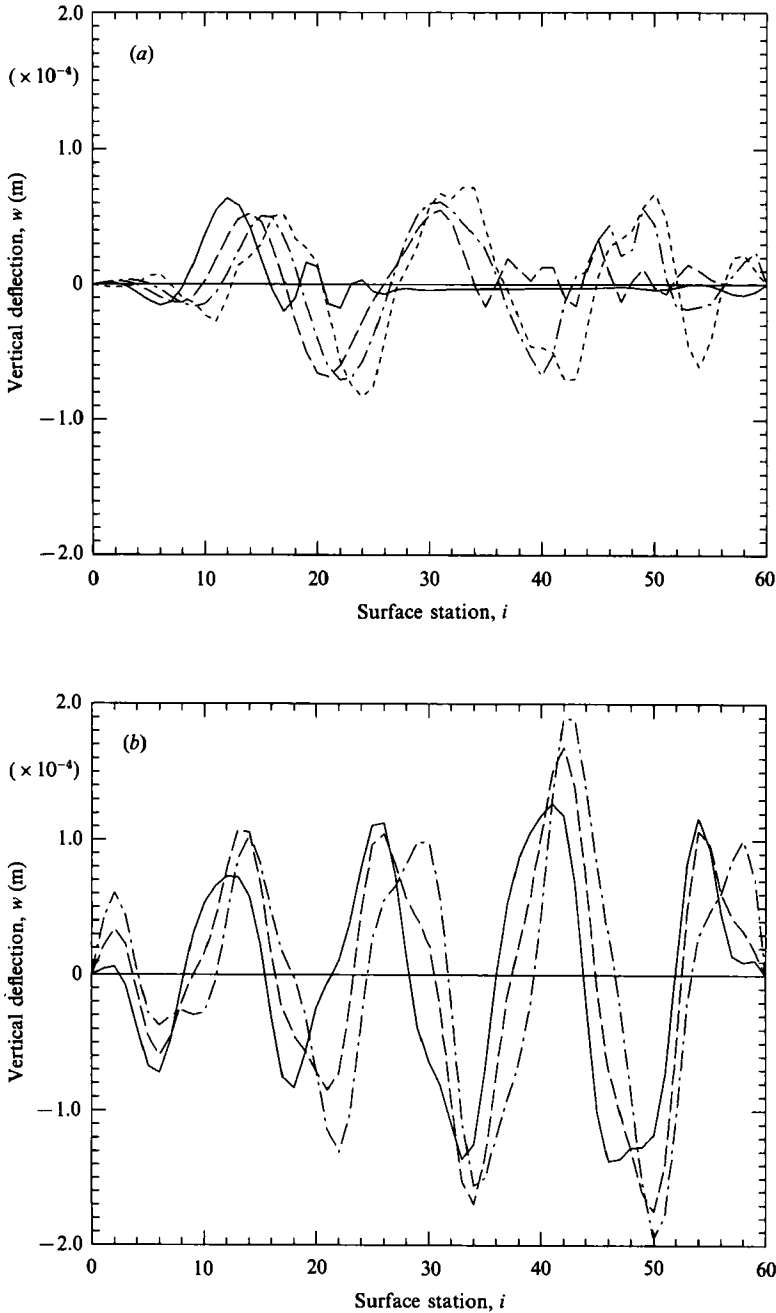 2.0
(a)
(× 10⁻⁴)
1.0
0
−1.0
−2.0
Vertical deflection, w (m)
0 10 20 30 40 50 60
Surface station, i
2.0
(b)
(× 10⁻⁴)
1.0
0
−1.0
−2.0
Vertical deflection, w (m)
0 10 20 30 40 50 60
Surface station, i